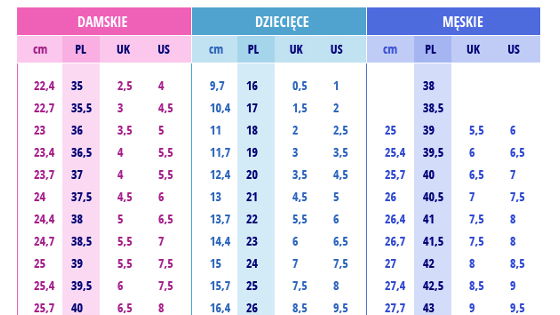 DAMSKIE DZIECIĘCE MĘSKIE
cm PL UK US cm PL UK US cm PL UK US
22,4 35 2,5 4 9,7 16 0,5 1 38
22,7 35,5 3 4,5 10,4 17 1,5 2 38,5
23 36 3,5 5 11 18 2 2,5 25 39 5,5 6
23,4 36,5 4 5,5 11,7 19 3 3,5 25,4 39,5 6 6,5
23,7 37 4 5,5 12,4 20 3,5 4,5 25,7 40 6,5 7
24 37,5 4,5 6 13 21 4,5 5 26 40,5 7 7,5
24,4 38 5 6,5 13,7 22 5,5 6 26,4 41 7,5 8
24,7 38,5 5,5 7 14,4 23 6 6,5 26,7 41,5 7,5 8
25 39 5,5 7,5 15 24 7 7,5 27 42 8 8,5
25,4 39,5 6 7,5 15,7 25 7,5 8 27,4 42,5 8,5 9
25,7 40 6,5 8 16,4 26 8,5 9,5 27,7 43 9 9,5